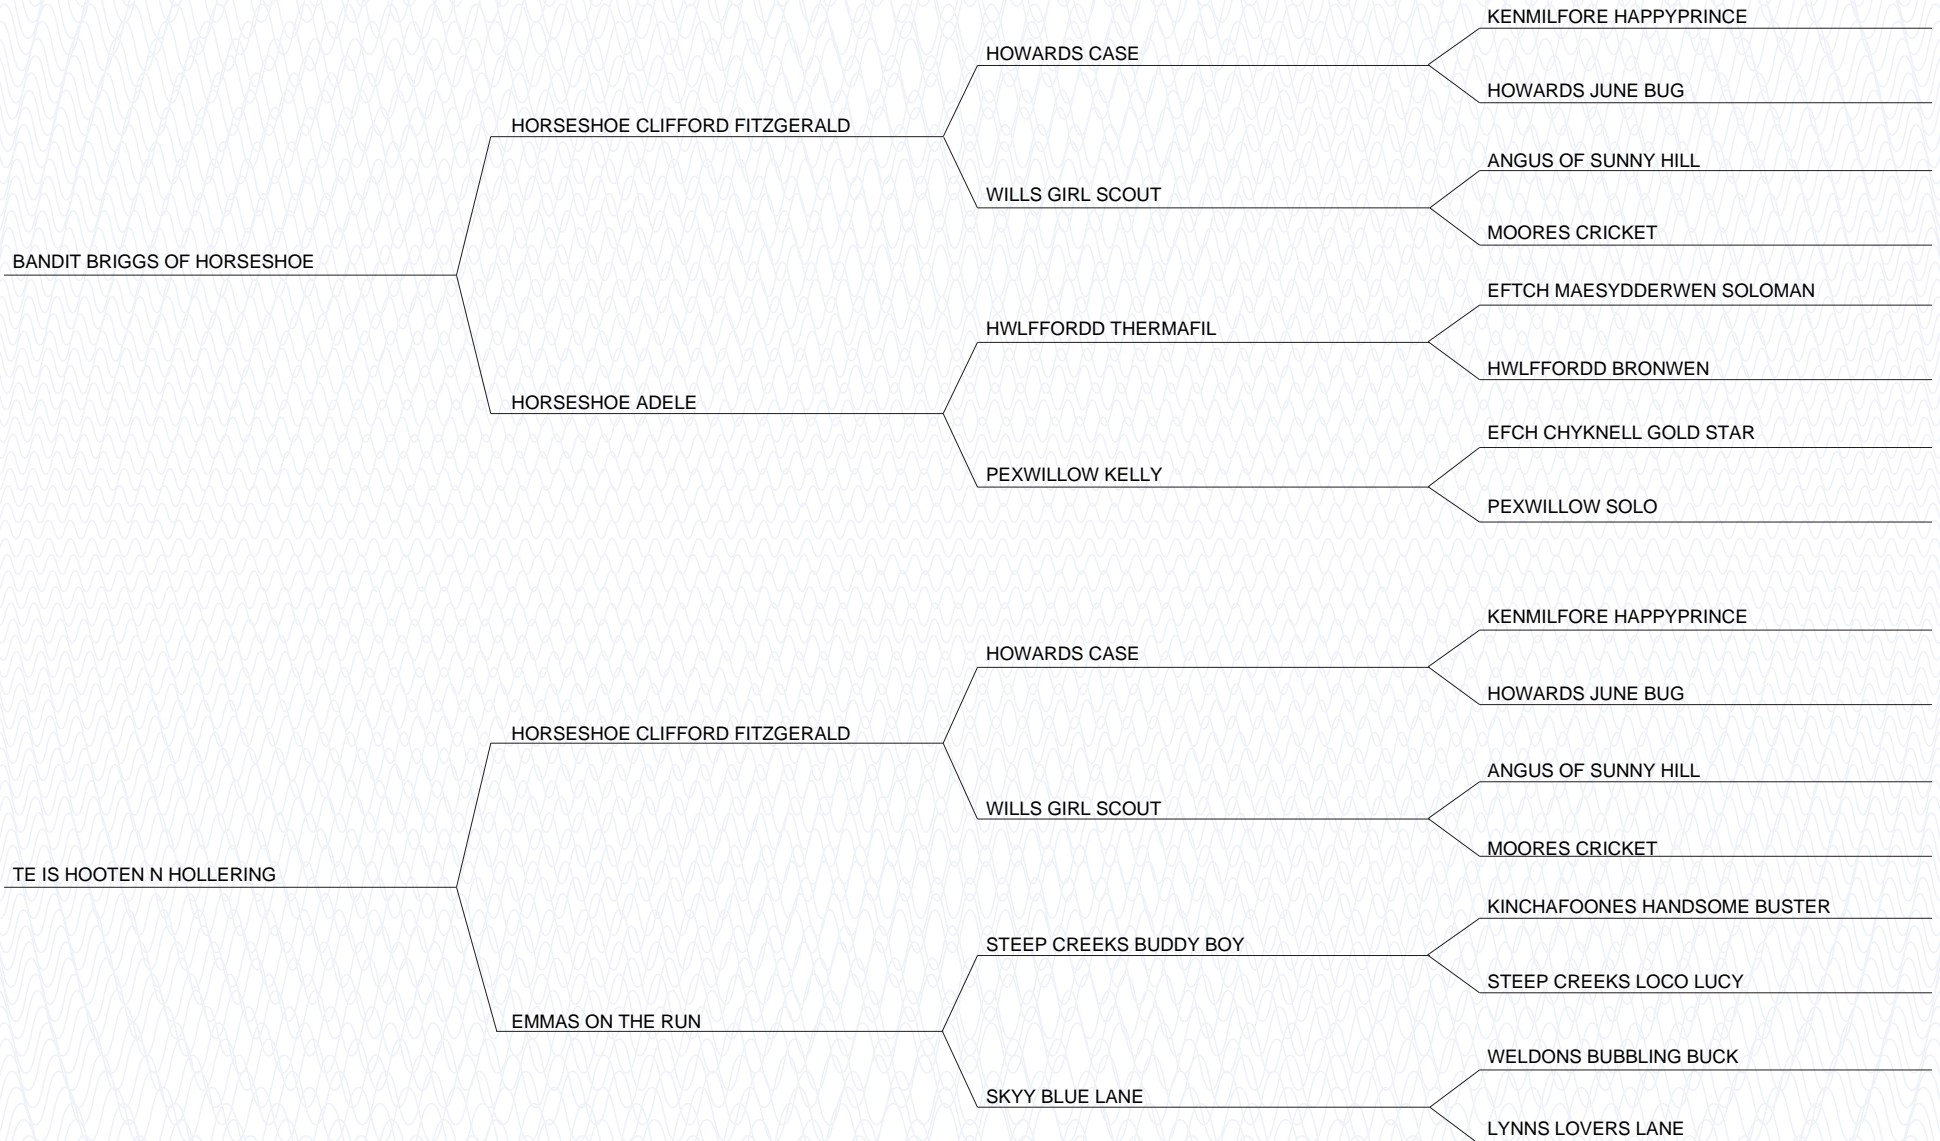 KENMILFORE HAPPYPRINCE
HOWARDS CASE
HOWARDS JUNE BUG
HORSESHOE CLIFFORD FITZGERALD
ANGUS OF SUNNY HILL
WILLS GIRL SCOUT
MOORES CRICKET
BANDIT BRIGGS OF HORSESHOE
EFTCH MAESYDDERWEN SOLOMAN
HWLFFORDD THERMAFIL
HWLFFORDD BRONWEN
HORSESHOE ADELE
EFCH CHYKNELL GOLD STAR
PEXWILLOW KELLY
PEXWILLOW SOLO
KENMILFORE HAPPYPRINCE
HOWARDS CASE
HOWARDS JUNE BUG
HORSESHOE CLIFFORD FITZGERALD
ANGUS OF SUNNY HILL
WILLS GIRL SCOUT
MOORES CRICKET
TE IS HOOTEN N HOLLERING
KINCHAFOONES HANDSOME BUSTER
STEEP CREEKS BUDDY BOY
STEEP CREEKS LOCO LUCY
EMMAS ON THE RUN
WELDONS BUBBLING BUCK
SKYY BLUE LANE
LYNNS LOVERS LANE